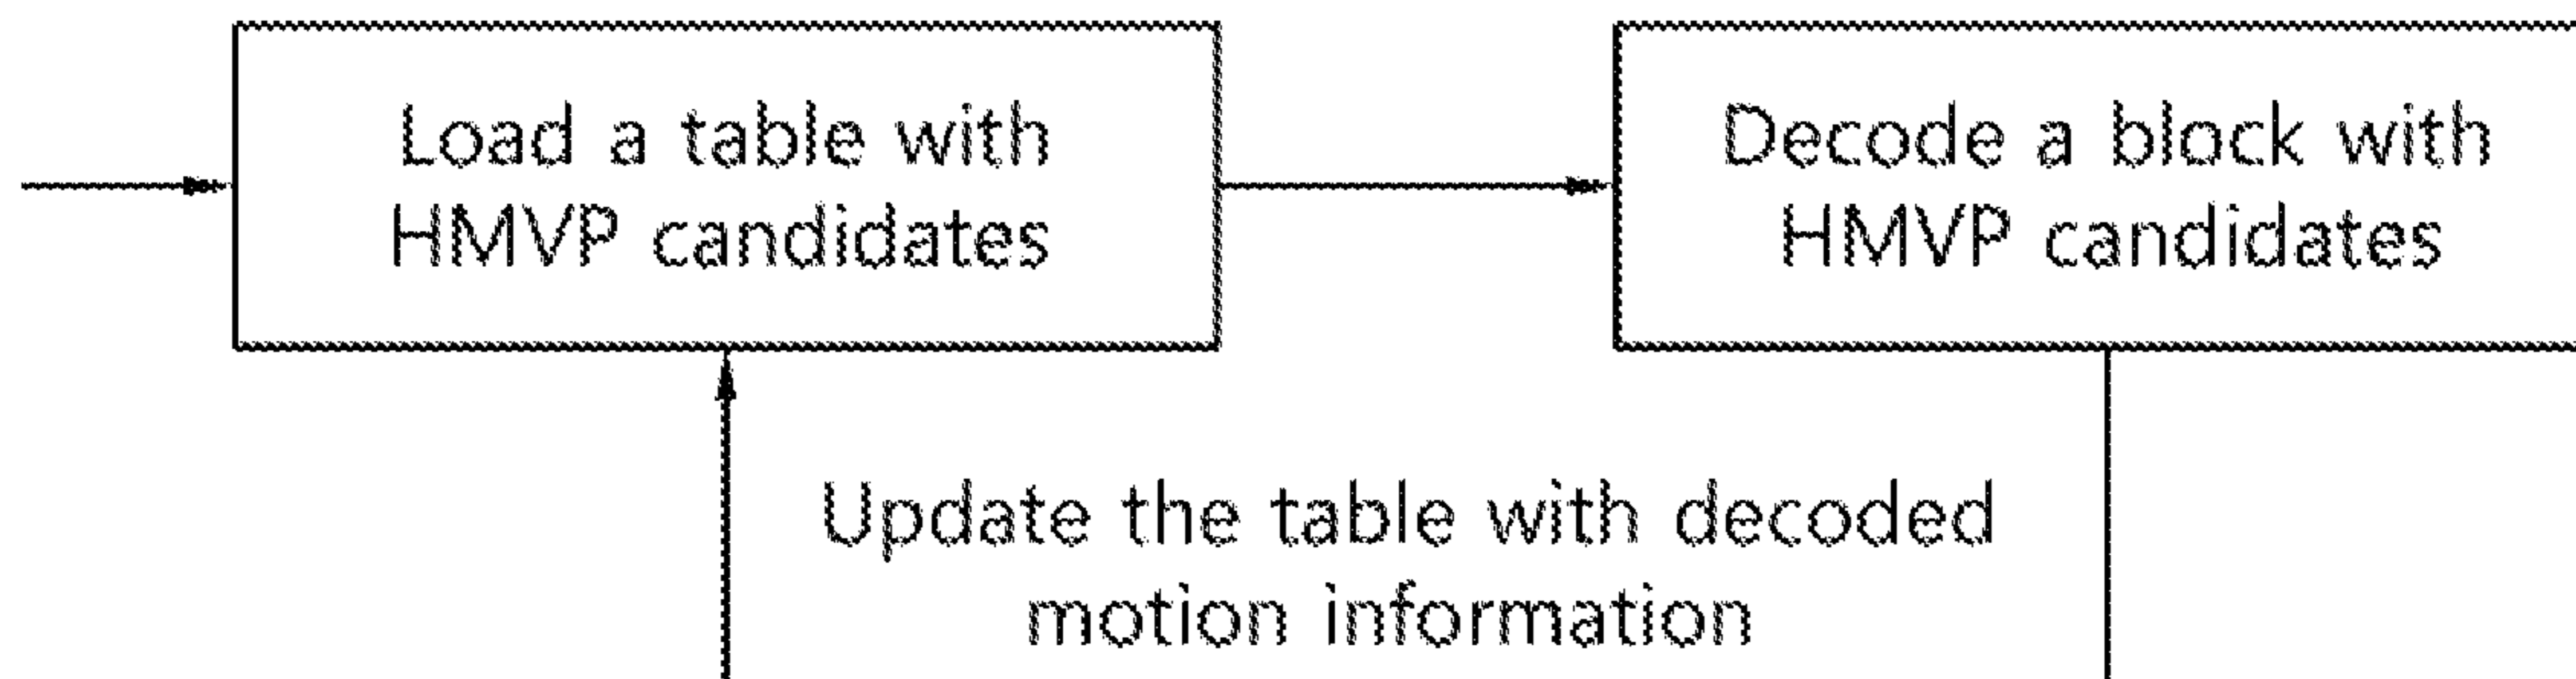 Load a table with
HMVP candidates
Decode a block with
HMVP candidates
Update the table with decoded
motion information